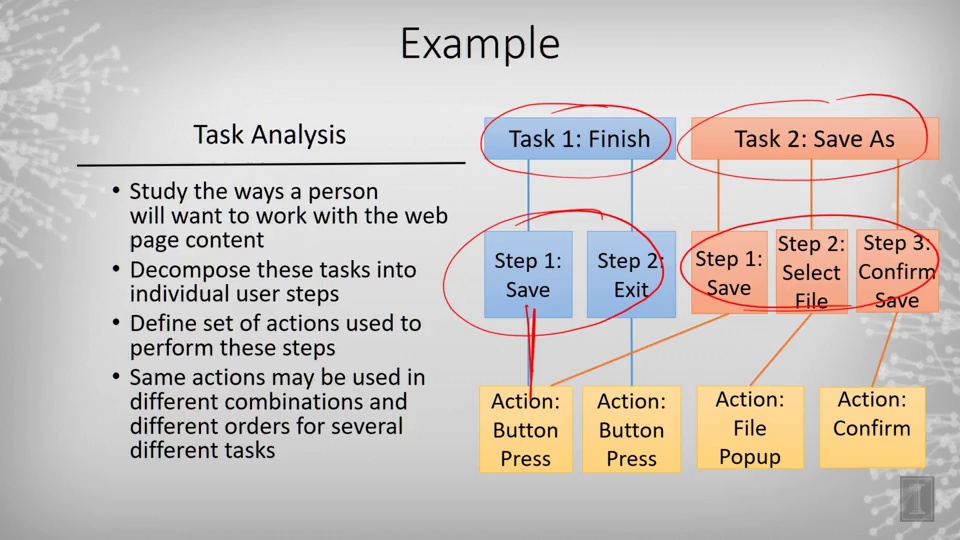 Example
Task Analysis
• Study the ways a person
will want to work with the web
page content
• Decompose these tasks into
individual user steps
• Define set of actions used to
perform these steps
• Same actions may be used in
different combinations and
different orders for several
different tasks
Task 1: Finish
Task 2: Save As
Step 1:
Save
Step 2:
Exit
Step 1:
Save
Step 2:
Select
File
Step 3:
Confirm
Save
Action:
Button
Press
Action:
Button
Press
Action:
File
Popup
Action:
Confirm